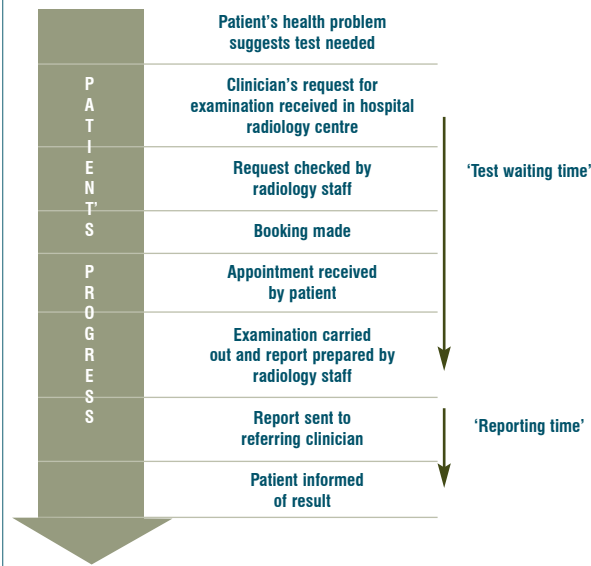 Patient’s health problem
suggests test needed
Clinician’s request for
examination received in hospital
radiology centre
Request checked by
radiology staff
Booking made
Appointment received
by patient
Examination carried
out and report prepared by
radiology staff
Report sent to
referring clinician
Patient informed
of result
PATIENT’S PROGRESS
‘Test waiting time’
‘Reporting time’